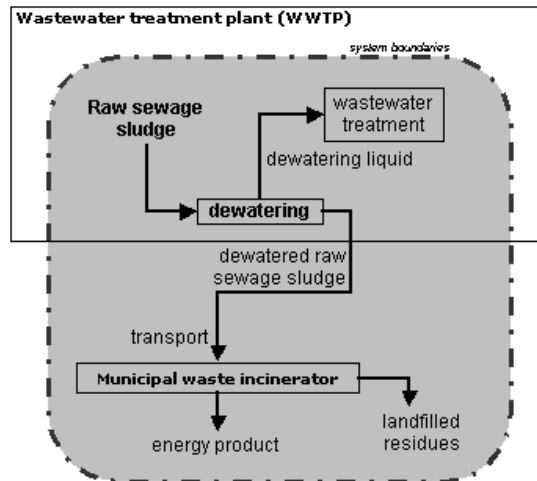 Wastewater treatment plant (WWTP)
system boundaries
Raw sewage
sludge
wastewater
treatment
dewatering liquid
dewatering
dewatered raw
sewage sludge
transport
Municipal waste incinerator
energy product
landfilled
residues